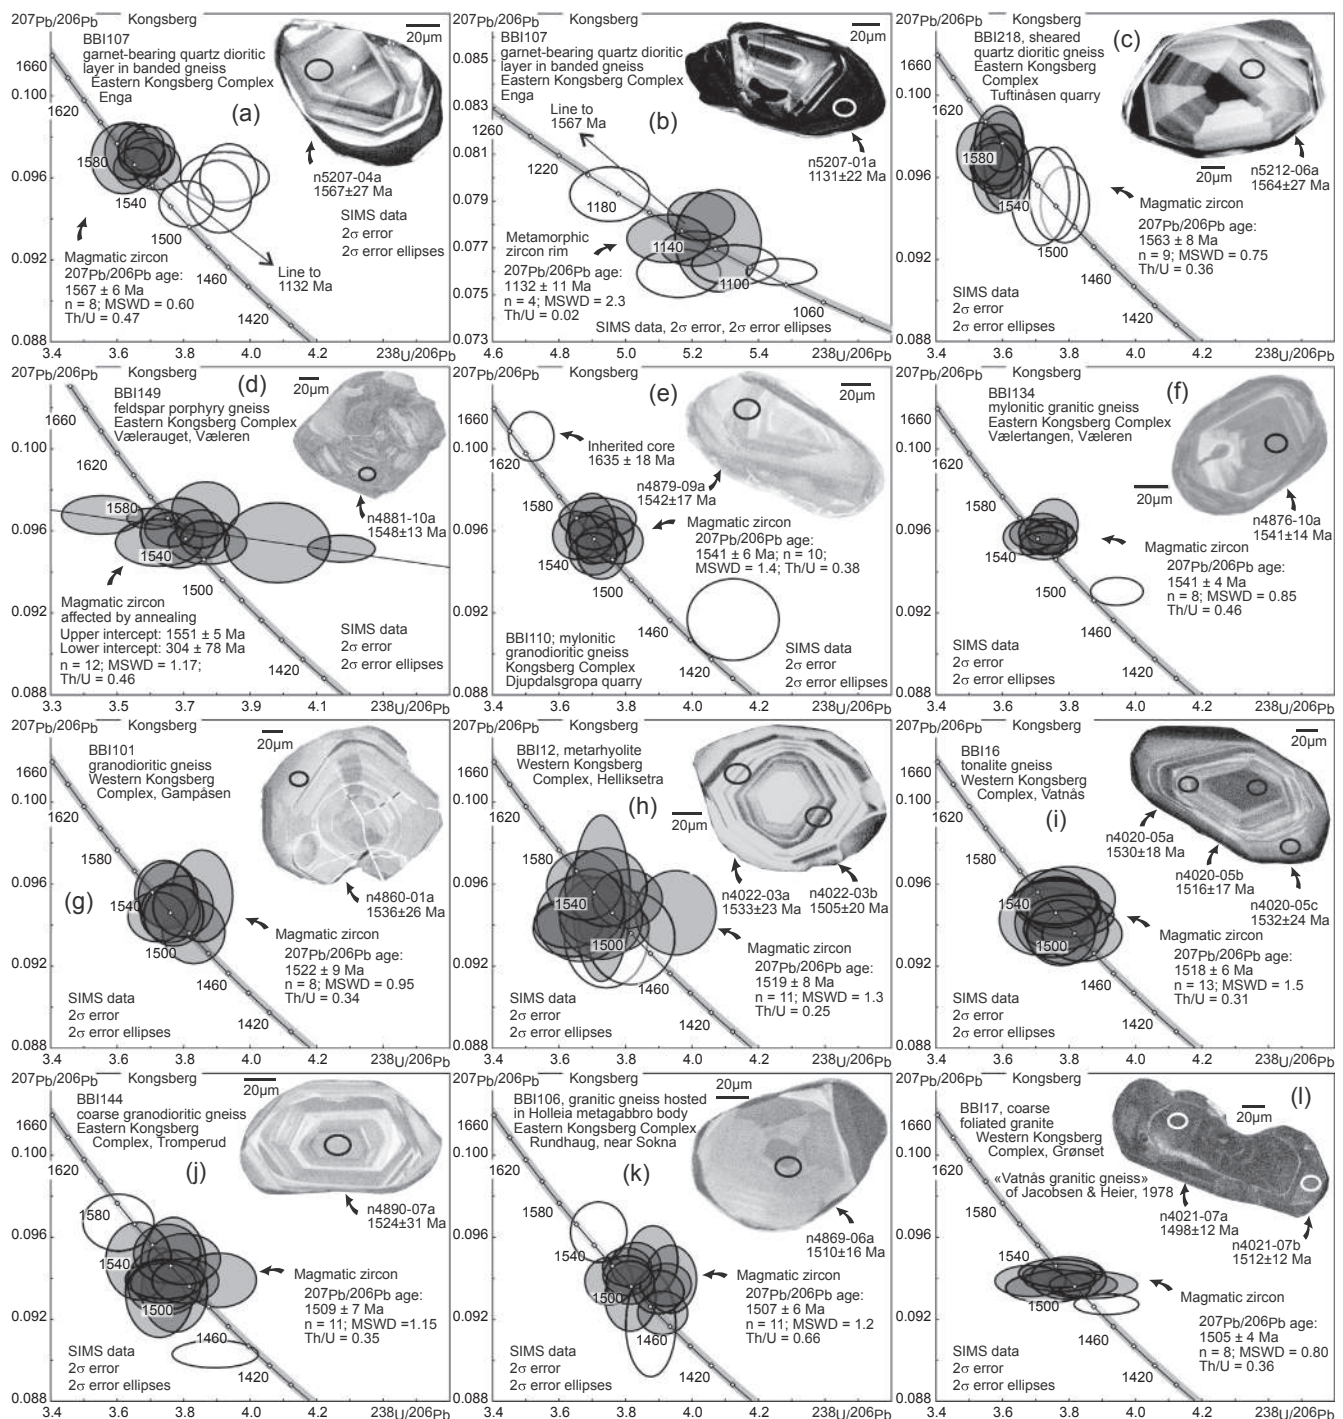 207Pb/206Pb Kongsberg
BBI107
garnet-bearing quartz dioritic
layer in banded gneiss
Eastern Kongsberg Complex
Enga
(a)
20µm
n5207-04a
1567±27 Ma
1660
0.100
1620
1580
0.096
1540
1500
1460
1420
0.092
0.088
SIMS data
2σ error
2σ error ellipses
Magmatic zircon
207Pb/206Pb age:
1567 ± 6 Ma
n = 8; MSWD = 0.60
Th/U = 0.47
Line to
1132 Ma
3.4 3.6 3.8 4.0 4.2 238U/206Pb
207Pb/206Pb Kongsberg
BBI107
garnet-bearing quartz dioritic
layer in banded gneiss
Eastern Kongsberg Complex
Enga
(b)
20µm
n5207-01a
1131±22 Ma
0.085
0.083
1260
0.081
1220
0.079
1180
0.077
1140
1100
0.075
1060
0.073
Line to
1567 Ma
Metamorphic
zircon rim
207Pb/206Pb age:
1132 ± 11 Ma
n = 4; MSWD = 2.3
Th/U = 0.02
SIMS data, 2σ error, 2σ error ellipses
4.6 4.8 5.0 5.2 5.4 238U/206Pb
207Pb/206Pb Kongsberg
BBI218, sheared
quartz dioritic gneiss
Eastern Kongsberg
Complex
Tuftinåsen quarry
(c)
20µm
n5212-06a
1564±27 Ma
1660
0.100
1620
1580
0.096
1540
1500
1460
1420
0.092
0.088
Magmatic zircon
207Pb/206Pb age:
1563 ± 8 Ma
n = 9; MSWD = 0.75
Th/U = 0.36
SIMS data
2σ error
2σ error ellipses
3.4 3.6 3.8 4.0 4.2 238U/206Pb
207Pb/206Pb Kongsberg
BBI149
feldspar porphyry gneiss
Eastern Kongsberg Complex
Vælerauget, Væleren
(d)
20µm
n4881-10a
1548±13 Ma
1660
0.100
1620
1580
0.096
1540
1500
1420
0.092
0.088
Magmatic zircon
affected by annealing
Upper intercept: 1551 ± 5 Ma
Lower intercept: 304 ± 78 Ma
n = 12; MSWD = 1.17;
Th/U = 0.46
SIMS data
2σ error
2σ error ellipses
3.3 3.5 3.7 3.9 4.1 238U/206Pb
207Pb/206Pb Kongsberg
(e)
20µm
Inherited core
1635 ± 18 Ma
n4879-09a
1542±17 Ma
1660
0.100
1620
1580
0.096
1540
1500
1460
1420
0.092
0.088
Magmatic zircon
207Pb/206Pb age:
1541 ± 6 Ma; n = 10;
MSWD = 1.4; Th/U = 0.38
BBI110; mylonitic
granodioritic gneiss
Kongsberg Complex
Djupdalsgropa quarry
SIMS data
2σ error
2σ error ellipses
3.4 3.6 3.8 4.0 4.2 238U/206Pb
207Pb/206Pb Kongsberg
BBI134
mylonitic granitic gneiss
Eastern Kongsberg Complex
Vælertangen, Væleren
(f)
20µm
n4876-10a
1541±14 Ma
1660
0.100
1620
1580
0.096
1540
1500
1460
1420
0.092
0.088
Magmatic zircon
207Pb/206Pb age:
1541 ± 4 Ma
n = 8; MSWD = 0.85
Th/U = 0.46
SIMS data
2σ error
2σ error ellipses
3.4 3.6 3.8 4.0 4.2 238U/206Pb
207Pb/206Pb Kongsberg
BBI101
granodioritic gneiss
Western Kongsberg
Complex, Gampåsen
(g)
20µm
n4860-01a
1536±26 Ma
1660
0.100
1620
1580
0.096
1540
1500
1460
1420
0.092
0.088
Magmatic zircon
207Pb/206Pb age:
1522 ± 9 Ma
n = 8; MSWD = 0.95
Th/U = 0.34
SIMS data
2σ error
2σ error ellipses
3.4 3.6 3.8 4.0 4.2 238U/206Pb
207Pb/206Pb Kongsberg
BBI12, metarhyolite
Western Kongsberg
Complex, Helliksetra
(h)
20µm
n4022-03a
1533±23 Ma
n4022-03b
1505±20 Ma
1660
0.100
1620
1580
0.096
1540
1500
1460
1420
0.092
0.088
Magmatic zircon
207Pb/206Pb age:
1519 ± 8 Ma
n = 11; MSWD = 1.3
Th/U = 0.25
SIMS data
2σ error
2σ error ellipses
3.4 3.6 3.8 4.0 4.2 238U/206Pb
207Pb/206Pb Kongsberg
BBI16
tonalite gneiss
Western Kongsberg
Complex, Vatnås
(i)
20µm
n4020-05a
1530±18 Ma
n4020-05b
1516±17 Ma
n4020-05c
1532±24 Ma
1660
0.100
1620
1580
0.096
1540
1500
1460
1420
0.092
0.088
Magmatic zircon
207Pb/206Pb age:
1518 ± 6 Ma
n = 13; MSWD = 1.5
Th/U = 0.31
SIMS data
2σ error
2σ error ellipses
3.4 3.6 3.8 4.0 4.2 238U/206Pb
207Pb/206Pb Kongsberg
BBI144
coarse granodioritic gneiss
Eastern Kongsberg
Complex, Tromperud
(j)
20µm
n4890-07a
1524±31 Ma
1660
0.100
1620
1580
0.096
1540
1500
1460
1420
0.092
0.088
Magmatic zircon
207Pb/206Pb age:
1509 ± 7 Ma
n = 11; MSWD =1.15
Th/U = 0.35
SIMS data
2σ error
2σ error ellipses
3.4 3.6 3.8 4.0 4.2 238U/206Pb
207Pb/206Pb Kongsberg
BBI106, granitic gneiss hosted
in Holleia metagabbro body
Eastern Kongsberg Complex
Rundhaug, near Sokna
(k)
20µm
n4869-06a
1510±16 Ma
1660
0.100
1620
1580
0.096
1540
1500
1460
1420
0.092
0.088
Magmatic zircon
207Pb/206Pb age:
1507 ± 6 Ma
n = 11; MSWD = 1.2
Th/U = 0.66
SIMS data
2σ error
2σ error ellipses
3.4 3.6 3.8 4.0 4.2 238U/206Pb
207Pb/206Pb Kongsberg
BBI17, coarse
foliated granite
Western Kongsberg
Complex, Grønset
«Vatnås granitic gneiss»
of Jacobsen & Heier, 1978
(l)
20µm
n4021-07a
1498±12 Ma
n4021-07b
1512±12 Ma
1660
0.100
1620
1580
0.096
1540
1500
1460
1420
0.092
0.088
Magmatic zircon
207Pb/206Pb age:
1505 ± 4 Ma
n = 8; MSWD = 0.80
Th/U = 0.36
SIMS data
2σ error
2σ error ellipses
3.4 3.6 3.8 4.0 4.2 238U/206Pb